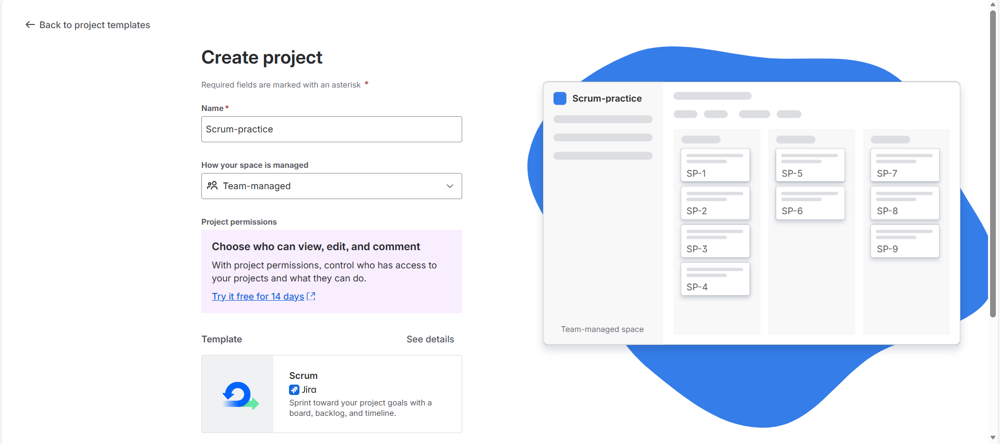 Back to project templates
Create project
Required fields are marked with an asterisk *
Name *
Scrum-practice
How your space is managed
Team-managed
Project permissions
Choose who can view, edit, and comment
With project permissions, control who has access to
your projects and what they can do.
Try it free for 14 days
Template
See details
Scrum
Jira
Sprint toward your project goals with a
board, backlog, and timeline.
Scrum-practice
Team-managed space
SP-1
SP-2
SP-3
SP-4
SP-5
SP-6
SP-7
SP-8
SP-9